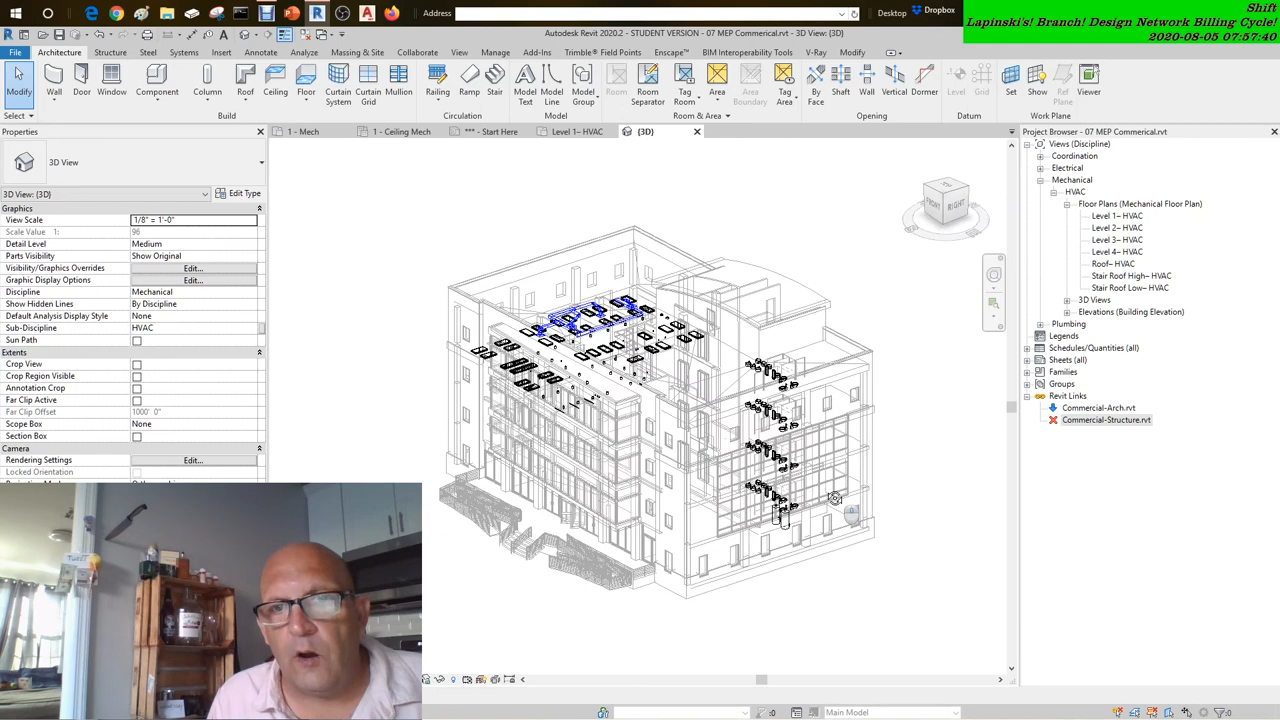 Address
Desktop
Dropbox
Shift
Lapinski's! Branch! Design Network Billing Cycle!
2020-08-05 07:57:40
Autodesk Revit 2020.2 - STUDENT VERSION - 07 MEP Commerical.rvt - 3D View: {3D}
File
Architecture
Structure
Steel
Systems
Insert
Annotate
Analyze
Massing & Site
Collaborate
View
Manage
Add-Ins
Trimble® Field Points
Enscape™
BIM Interoperability Tools
V-Ray
Modify
Modify
Wall
Door
Window
Component
Column
Roof
Ceiling
Floor
Curtain System
Curtain Grid
Mullion
Railing
Ramp
Stair
Model Text
Model Line
Model Group
Room
Room Separator
Tag Room
Area
Area Boundary
Tag Area
By Face
Shaft
Wall
Vertical
Dormer
Level
Grid
Set
Show
Ref Plane
Viewer
Select
Build
Circulation
Model
Room & Area
Opening
Datum
Work Plane
Properties
1 - Mech
1 - Ceiling Mech
*** - Start Here
Level 1– HVAC
{3D}
Project Browser - 07 MEP Commerical.rvt
3D View
3D View: {3D}
Edit Type
Graphics
View Scale
1/8" = 1'-0"
Scale Value 1:
96
Detail Level
Medium
Parts Visibility
Show Original
Visibility/Graphics Overrides
Edit...
Graphic Display Options
Edit...
Discipline
Mechanical
Show Hidden Lines
By Discipline
Default Analysis Display Style
None
Sub-Discipline
HVAC
Sun Path
Extents
Crop View
Crop Region Visible
Annotation Crop
Far Clip Active
Far Clip Offset
1000' 0"
Scope Box
None
Section Box
Camera
Rendering Settings
Edit...
Locked Orientation
Views (Discipline)
Coordination
Electrical
Mechanical
HVAC
Floor Plans (Mechanical Floor Plan)
Level 1– HVAC
Level 2– HVAC
Level 3– HVAC
Level 4– HVAC
Roof– HVAC
Stair Roof High– HVAC
Stair Roof Low– HVAC
3D Views
Elevations (Building Elevation)
Plumbing
Legends
Schedules/Quantities (all)
Sheets (all)
Families
Groups
Revit Links
Commercial-Arch.rvt
Commercial-Structure.rvt
TOP
FRONT
RIGHT
:0
Main Model
:0